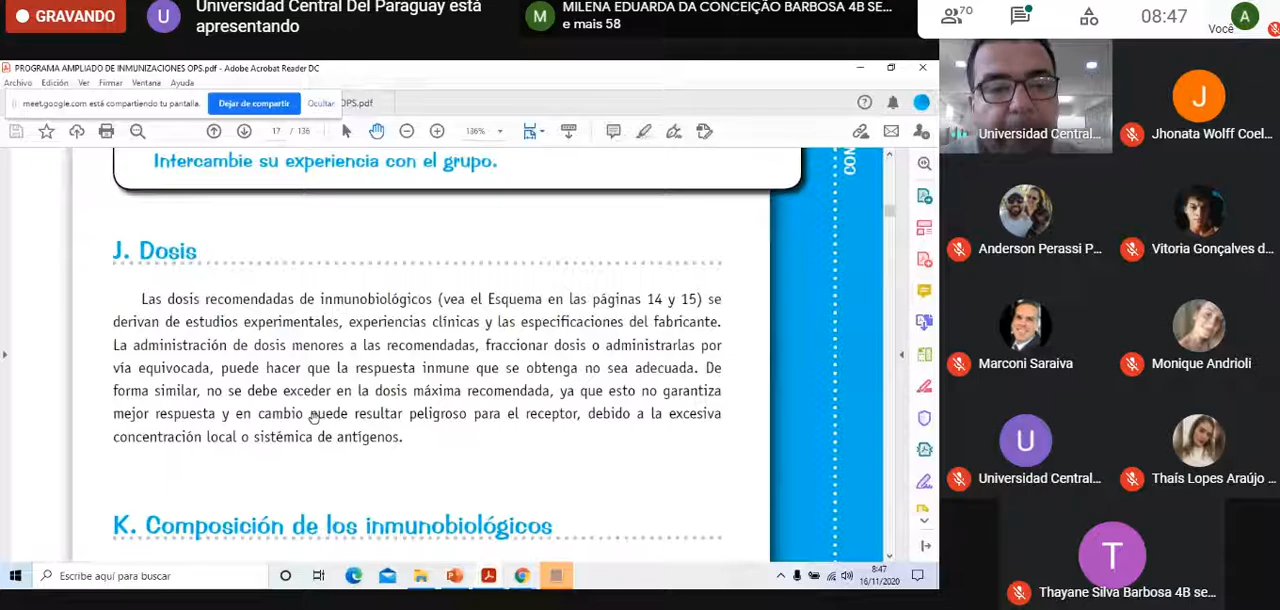 GRAVANDO
U
Universidad Central Del Paraguay está
apresentando
M
MILENA EDUARDA DA CONCEIÇÃO BARBOSA 4B SE...
e mais 58
70
08:47
Você
A
PROGRAMA AMPLIADO DE INMUNIZACIONES OPS.pdf - Adobe Acrobat Reader DC
Archivo Edición Ver Firmar Ventana Ayuda
meet.google.com está compartiendo tu pantalla.
Dejar de compartir
Ocultar
OPS.pdf
17 / 136
136%
Intercambie su experiencia con el grupo.
CON
J. Dosis
Las dosis recomendadas de inmunobiológicos (vea el Esquema en las páginas 14 y 15) se
derivan de estudios experimentales, experiencias clínicas y las especificaciones del fabricante.
La administración de dosis menores a las recomendadas, fraccionar dosis o administrarlas por
vía equivocada, puede hacer que la respuesta inmune que se obtenga no sea adecuada. De
forma similar, no se debe exceder en la dosis máxima recomendada, ya que esto no garantiza
mejor respuesta y en cambio puede resultar peligroso para el receptor, debido a la excesiva
concentración local o sistémica de antígenos.
K. Composición de los inmunobiológicos
Escribe aquí para buscar
8:47
16/11/2020
Universidad Central...
J
Jhonata Wolff Coel...
Anderson Perassi P...
Vitoria Gonçalves d...
Marconi Saraiva
Monique Andrioli
U
Universidad Central...
Thaís Lopes Araújo ...
T
Thayane Silva Barbosa 4B se...